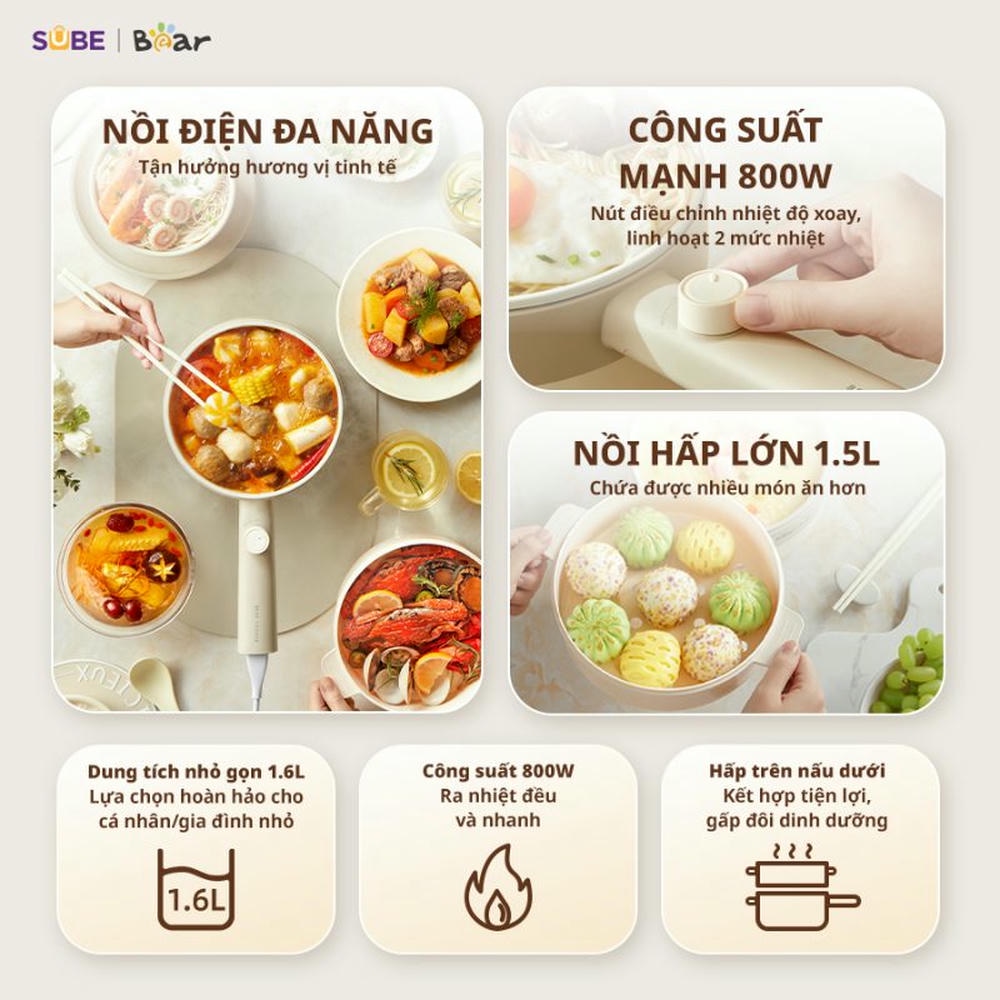 SUBE | Bear
NỒI ĐIỆN ĐA NĂNG
Tận hưởng hương vị tinh tế
CÔNG SUẤT
MẠNH 800W
Nút điều chỉnh nhiệt độ xoay,
linh hoạt 2 mức nhiệt
NỒI HẤP LỚN 1.5L
Chứa được nhiều món ăn hơn
Dung tích nhỏ gọn 1.6L
Lựa chọn hoàn hảo cho
cá nhân/gia đình nhỏ
1.6L
Công suất 800W
Ra nhiệt đều
và nhanh
Hấp trên nấu dưới
Kết hợp tiện lợi,
gấp đôi dinh dưỡng